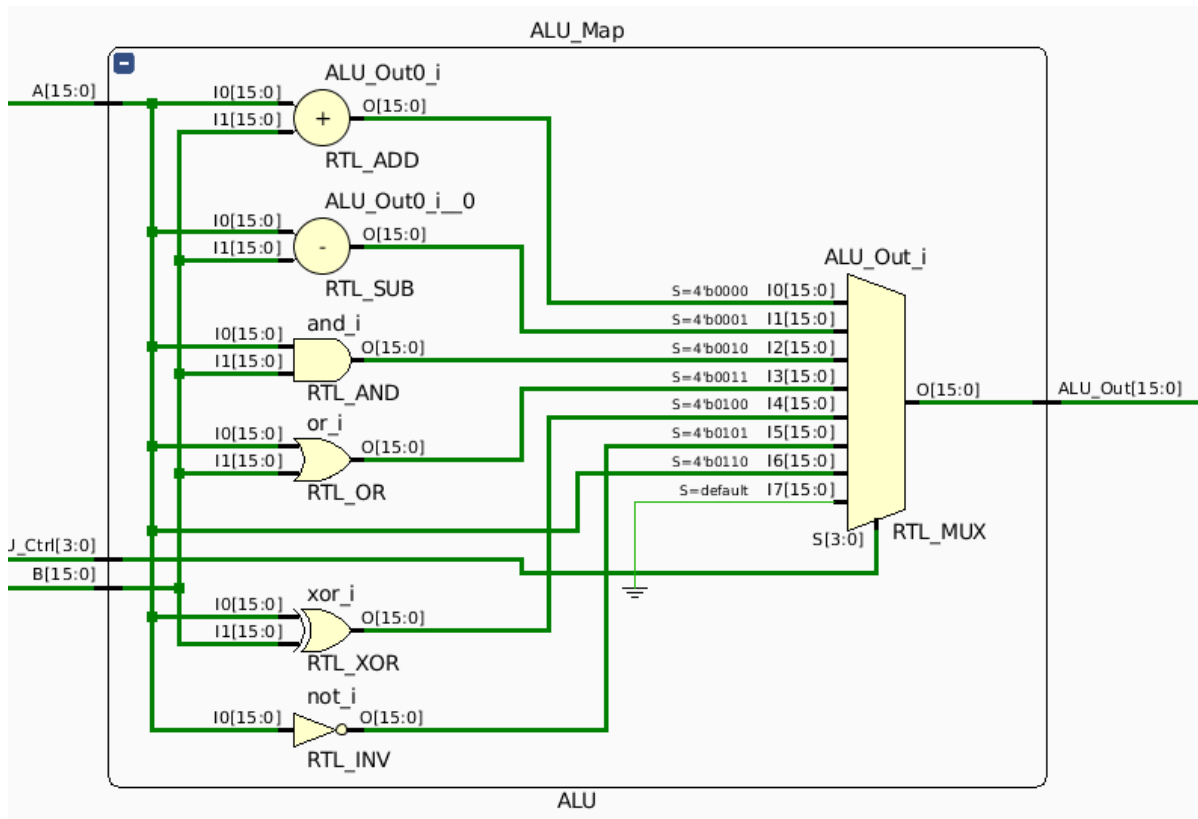 ALU_Map
A[15:0]
ALU_Out0_i
I0[15:0]
I1[15:0]
+
O[15:0]
RTL_ADD
ALU_Out0_i__0
I0[15:0]
I1[15:0]
-
O[15:0]
RTL_SUB
and_i
I0[15:0]
I1[15:0]
O[15:0]
RTL_AND
or_i
I0[15:0]
I1[15:0]
O[15:0]
RTL_OR
U_Ctrl[3:0]
B[15:0]
xor_i
I0[15:0]
I1[15:0]
O[15:0]
RTL_XOR
not_i
I0[15:0]
O[15:0]
RTL_INV
ALU_Out_i
S=4'b0000 I0[15:0]
S=4'b0001 I1[15:0]
S=4'b0010 I2[15:0]
S=4'b0011 I3[15:0]
S=4'b0100 I4[15:0]
S=4'b0101 I5[15:0]
S=4'b0110 I6[15:0]
S=default I7[15:0]
S[3:0]
RTL_MUX
O[15:0]
ALU_Out[15:0]
ALU